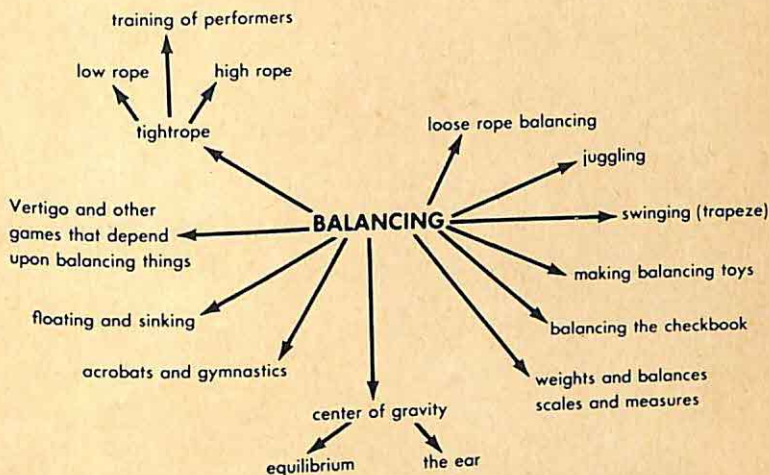 training of performers
low rope
high rope
tightrope
loose rope balancing
juggling
Vertigo and other
games that depend
upon balancing things
BALANCING
swinging (trapeze)
making balancing toys
floating and sinking
balancing the checkbook
acrobats and gymnastics
weights and balances
scales and measures
center of gravity
equilibrium
the ear